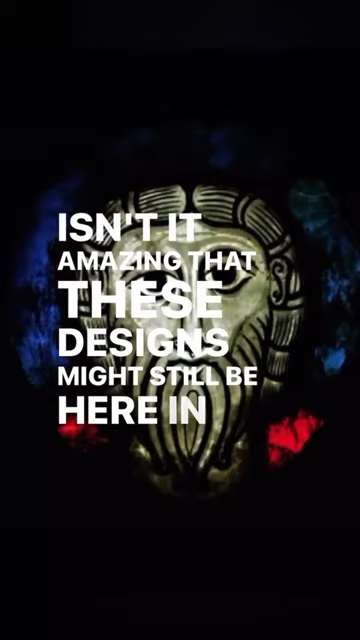 ISN'T IT
AMAZING THAT
THESE
DESIGNS
MIGHT STILL BE
HERE IN